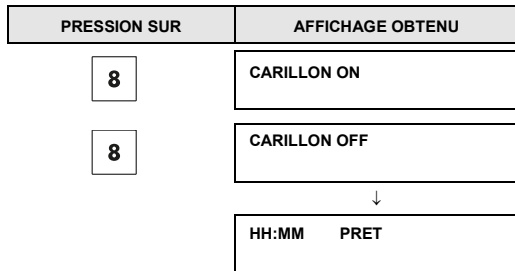 PRESSION SUR AFFICHAGE OBTENU
8 CARILLON ON
8 CARILLON OFF
↓
HH:MM PRET